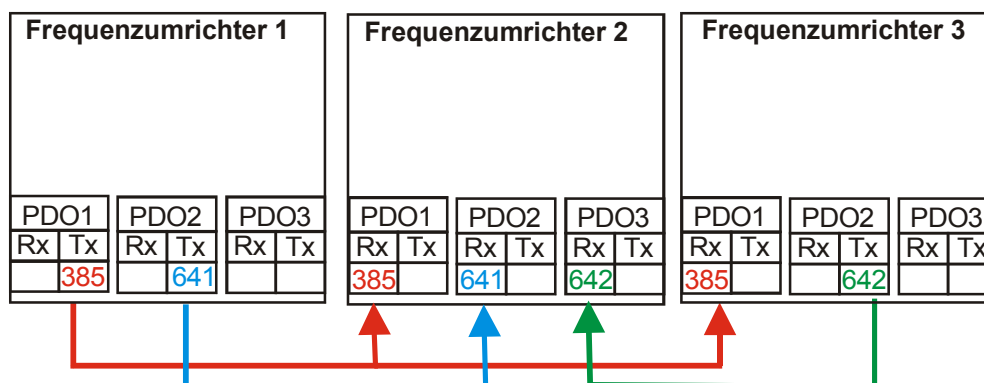 Frequenzumrichter 1 Frequenzumrichter 2 Frequenzumrichter 3
PDO1 PDO2 PDO3 PDO1 PDO2 PDO3 PDO1 PDO2 PDO3
Rx Tx Rx Tx Rx Tx Rx Tx Rx Tx Rx Tx Rx Tx Rx Tx Rx Tx
385 641 385 641 642 385 642